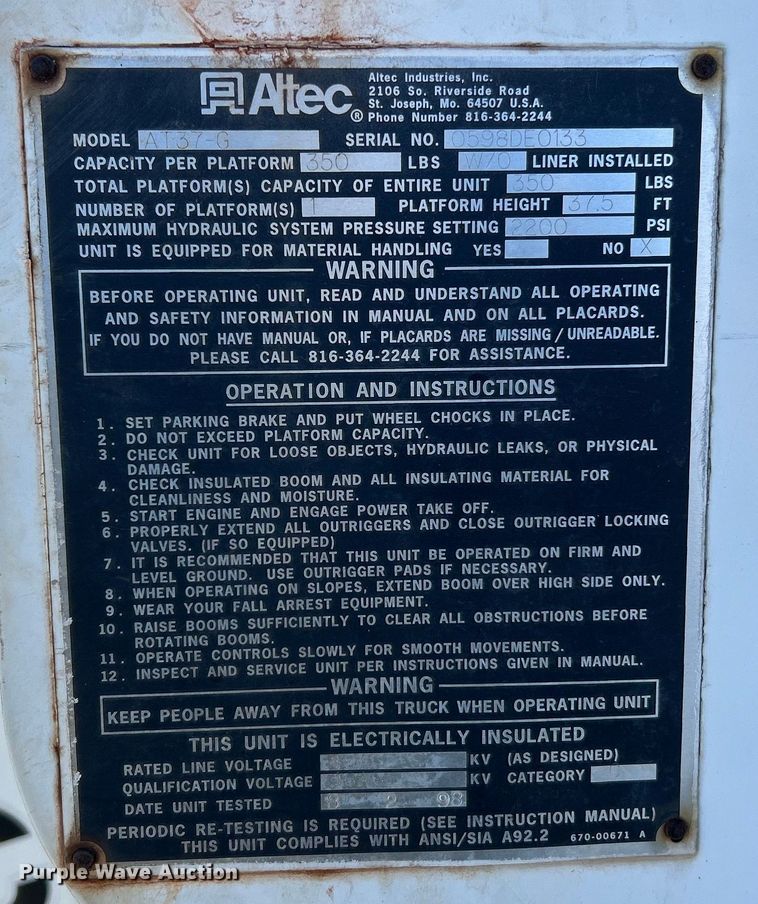 Altec®
Altec Industries, Inc.
2106 So. Riverside Road
St. Joseph, Mo. 64507 U.S.A.
Phone Number 816-364-2244
MODEL AT37-G SERIAL NO. 0598DE0133
CAPACITY PER PLATFORM 350 LBS W/O LINER INSTALLED
TOTAL PLATFORM(S) CAPACITY OF ENTIRE UNIT 350 LBS
NUMBER OF PLATFORM(S) 1 PLATFORM HEIGHT 37.5 FT
MAXIMUM HYDRAULIC SYSTEM PRESSURE SETTING 2200 PSI
UNIT IS EQUIPPED FOR MATERIAL HANDLING YES NO X
WARNING
BEFORE OPERATING UNIT, READ AND UNDERSTAND ALL OPERATING
AND SAFETY INFORMATION IN MANUAL AND ON ALL PLACARDS.
IF YOU DO NOT HAVE MANUAL OR, IF PLACARDS ARE MISSING/UNREADABLE.
PLEASE CALL 816-364-2244 FOR ASSISTANCE.
OPERATION AND INSTRUCTIONS
1. SET PARKING BRAKE AND PUT WHEEL CHOCKS IN PLACE.
2. DO NOT EXCEED PLATFORM CAPACITY.
3. CHECK UNIT FOR LOOSE OBJECTS, HYDRAULIC LEAKS, OR PHYSICAL
DAMAGE.
4. CHECK INSULATED BOOM AND ALL INSULATING MATERIAL FOR
CLEANLINESS AND MOISTURE.
5. START ENGINE AND ENGAGE POWER TAKE OFF.
6. PROPERLY EXTEND ALL OUTRIGGERS AND CLOSE OUTRIGGER LOCKING
VALVES. (IF SO EQUIPPED)
7. IT IS RECOMMENDED THAT THIS UNIT BE OPERATED ON FIRM AND
LEVEL GROUND. USE OUTRIGGER PADS IF NECESSARY.
8. WHEN OPERATING ON SLOPES, EXTEND BOOM OVER HIGH SIDE ONLY.
9. WEAR YOUR FALL ARREST EQUIPMENT.
10. RAISE BOOMS SUFFICIENTLY TO CLEAR ALL OBSTRUCTIONS BEFORE
ROTATING BOOMS.
11. OPERATE CONTROLS SLOWLY FOR SMOOTH MOVEMENTS.
12. INSPECT AND SERVICE UNIT PER INSTRUCTIONS GIVEN IN MANUAL.
WARNING
KEEP PEOPLE AWAY FROM THIS TRUCK WHEN OPERATING UNIT
THIS UNIT IS ELECTRICALLY INSULATED
RATED LINE VOLTAGE KV (AS DESIGNED)
QUALIFICATION VOLTAGE KV CATEGORY
DATE UNIT TESTED 2 98
PERIODIC RE-TESTING IS REQUIRED (SEE INSTRUCTION MANUAL)
THIS UNIT COMPLIES WITH ANSI/SIA A92.2 670-00671 A
Purple Wave Auction